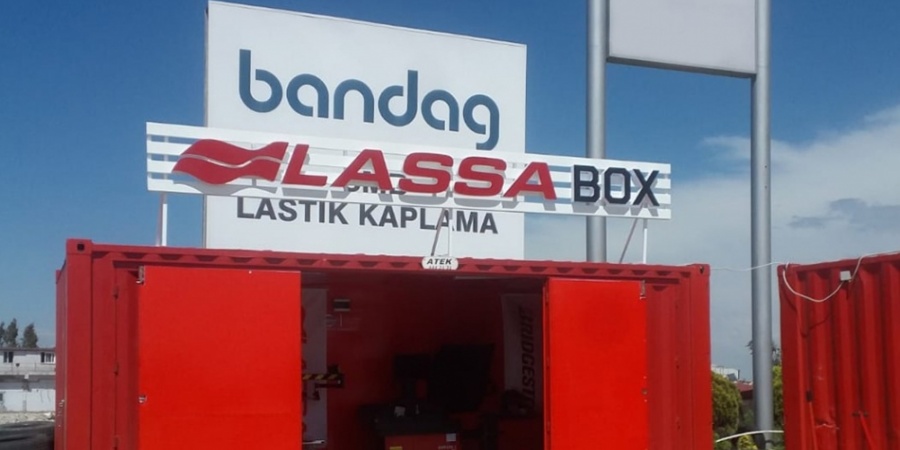 bandag
LASSA BOX
LASTIK KAPLAMA
ATEK